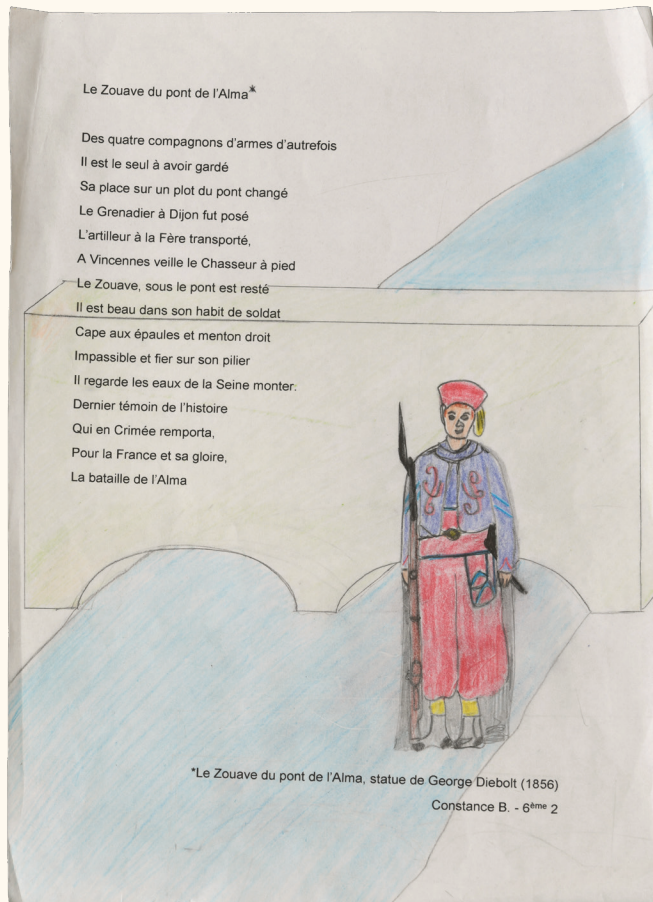 Le Zouave du pont de l'Alma*
Des quatre compagnons d'armes d'autrefois
Il est le seul à avoir gardé
Sa place sur un plot du pont changé
Le Grenadier à Dijon fut posé
L'artilleur à la Fère transporté,
A Vincennes veille le Chasseur à pied
Le Zouave, sous le pont est resté
Il est beau dans son habit de soldat
Cape aux épaules et menton droit
Impassible et fier sur son pilier
Il regarde les eaux de la Seine monter.
Dernier témoin de l'histoire
Qui en Crimée remporta,
Pour la France et sa gloire,
La bataille de l'Alma
*Le Zouave du pont de l'Alma, statue de George Diebolt (1856)
Constance B. - 6ème 2